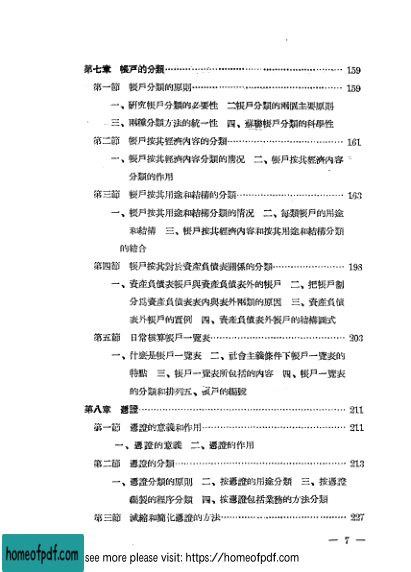 第七章　帳戶的分類……………………………159
第一節　帳戶分類的原則……………………………159
一、研究帳戶分類的必要性　二帳戶分類的兩個主要原則
三、兩種分類方法的統一性　四、蘇聯帳戶分類的科學性
第二節　帳戶按其經濟內容的分類……………………161
一、帳戶按其經濟內容分類的情况　二、帳戶按其經濟內容
分類的作用
第三節　帳戶按其用途和結構的分類……………………163
一、帳戶按其用途和結構分類的情况　二、每類帳戶的用途
和結構　三、帳戶按其經濟內容和按其用途和結構分類
的結合
第四節　帳戶按其對於資產負債表關係的分類……………198
一、資產負債表帳戶與資產負債表外的帳戶　二、把帳戶劃
分爲資產負債表表內與表外兩類的原因　三、資產負債
表外帳戶的實例　四、資產負債表外帳戶的結構圖式
第五節　日常核算帳戶一覽表……………………………203
一、什麼是帳戶一覽表　二、社會主義條件下帳戶一覽表的
特點　三、帳戶一覽表所包括的內容　四、帳戶一覽表
的分類和排列五、帳戶的編號
第八章　憑證……………………………………211
第一節　憑證的意義和作用……………………………211
一、憑證的意義　二、憑證的作用
第二節　憑證的分類……………………………………213
一、憑證分類的原則　二、按憑證的用途分類　三、按憑證
編製的程序分類　四、按憑證包括業務的方法分類
第三節　減縮和簡化憑證的方法…………………………227
— 7 —
homeofpdf.com
see more please visit: https://homeofpdf.com